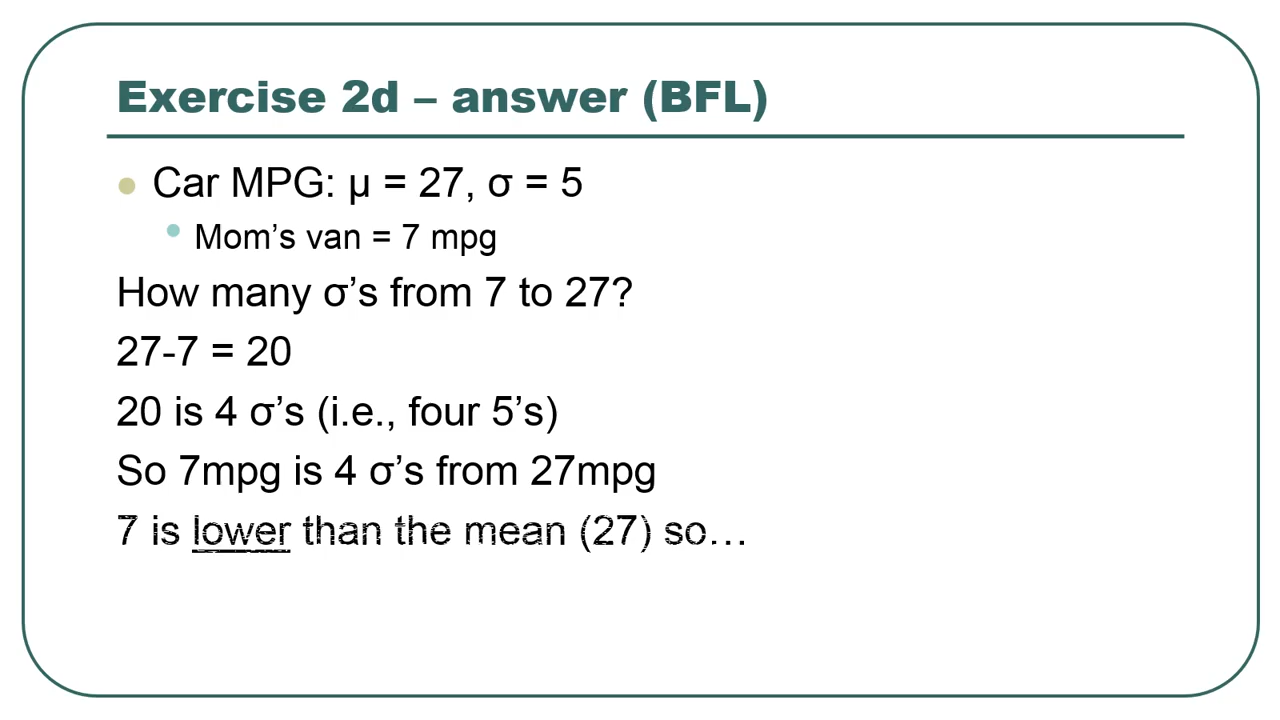 Exercise 2d – answer (BFL)
Car MPG: μ = 27, σ = 5
Mom’s van = 7 mpg
How many σ’s from 7 to 27?
27-7 = 20
20 is 4 σ’s (i.e., four 5’s)
So 7mpg is 4 σ’s from 27mpg
7 is lower than the mean (27) so…